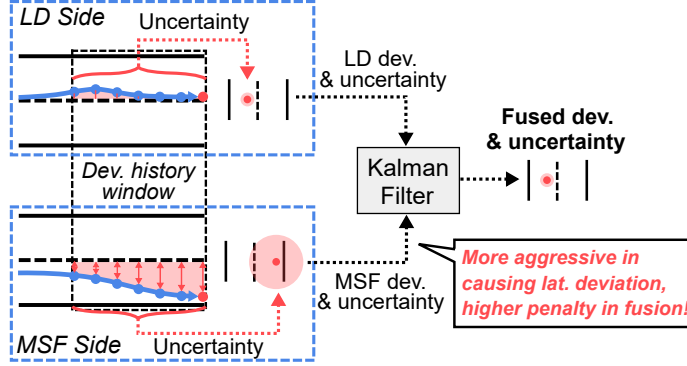 LD Side
Uncertainty
LD dev.
& uncertainty
Fused dev.
& uncertainty
Kalman
Filter
Dev. history
window
MSF dev.
& uncertainty
More aggressive in
causing lat. deviation,
higher penalty in fusion!
MSF Side
Uncertainty